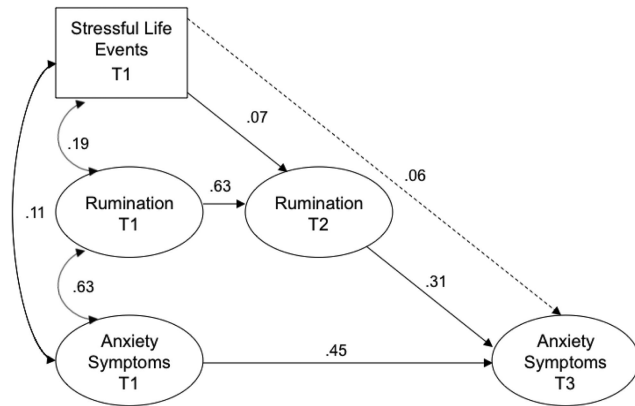 Stressful Life
Events
T1
.07
.19
.06
.63
Rumination
T1
Rumination
T2
.11
.31
.63
.45
Anxiety
Symptoms
T1
Anxiety
Symptoms
T3